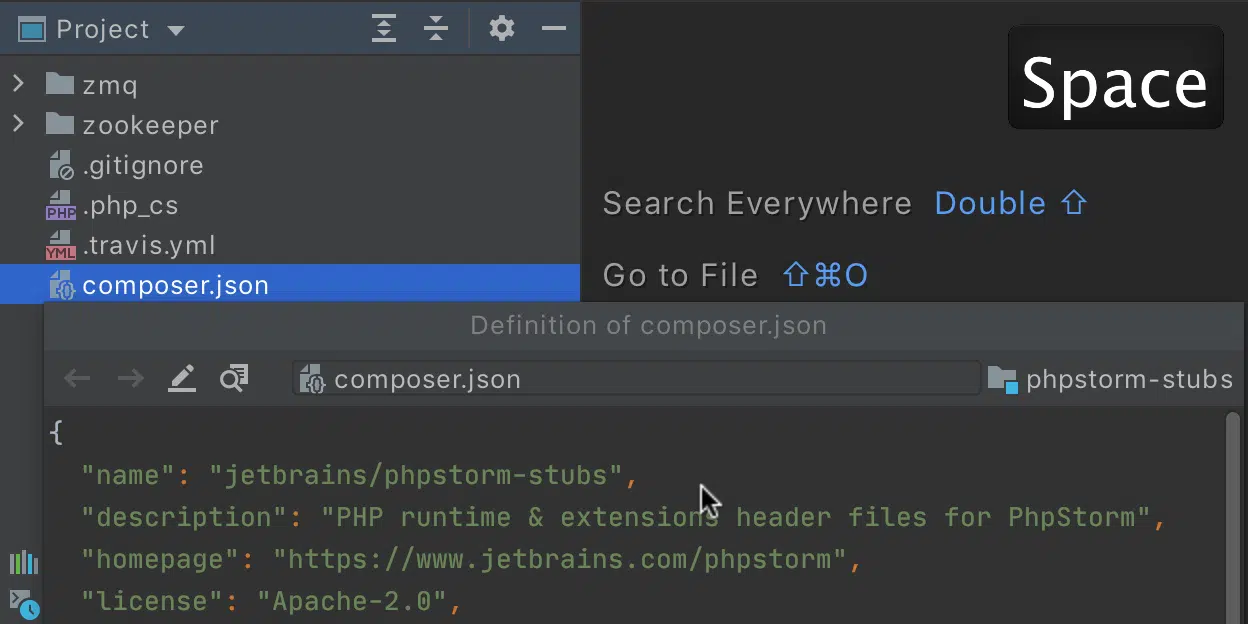 Project
Space
zmq
zookeeper
.gitignore
Search Everywhere Double ⇧
PHP .php_cs
YML .travis.yml
Go to File ⇧⌘O
{} composer.json
Definition of composer.json
{} composer.json
phpstorm-stubs
{
"name": "jetbrains/phpstorm-stubs",
"description": "PHP runtime & extensions header files for PhpStorm",
"homepage": "https://www.jetbrains.com/phpstorm",
"license": "Apache-2.0",